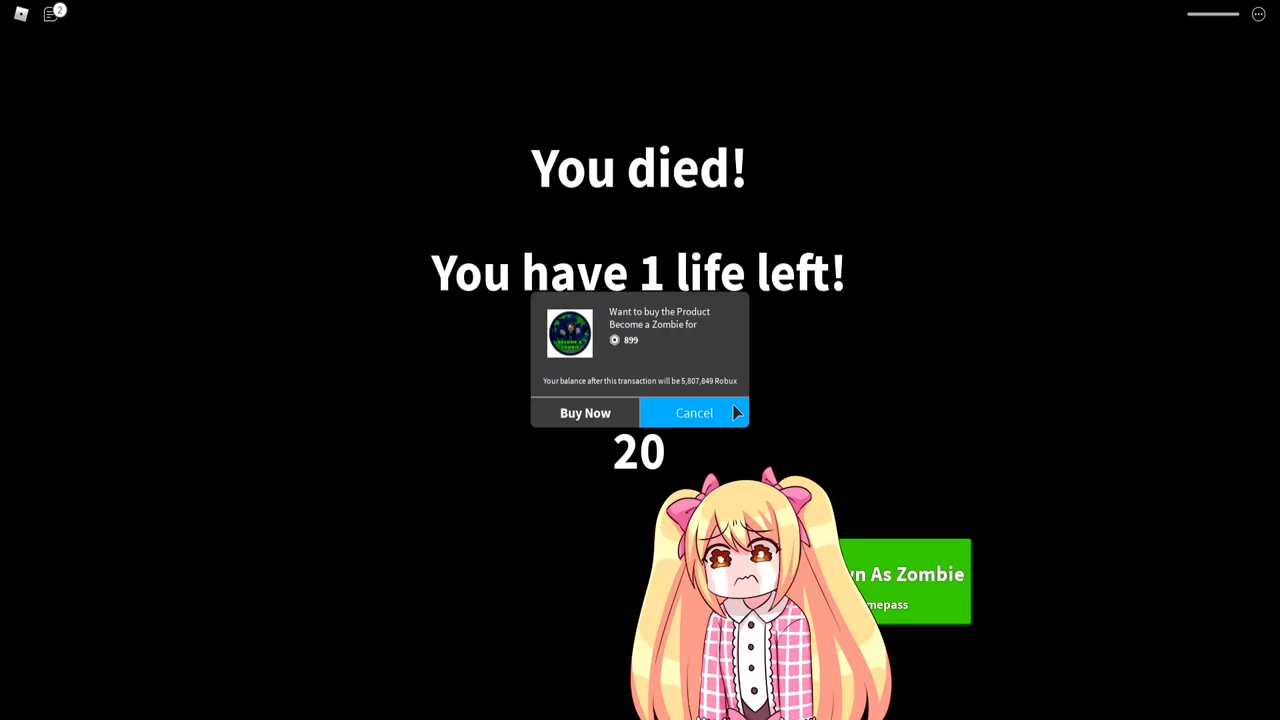 2
You died!
You have 1 life left!
Want to buy the Product
Become a Zombie for
899
Your balance after this transaction will be 5,807,849 Robux
Buy Now
Cancel
20
n As Zombie
mepass